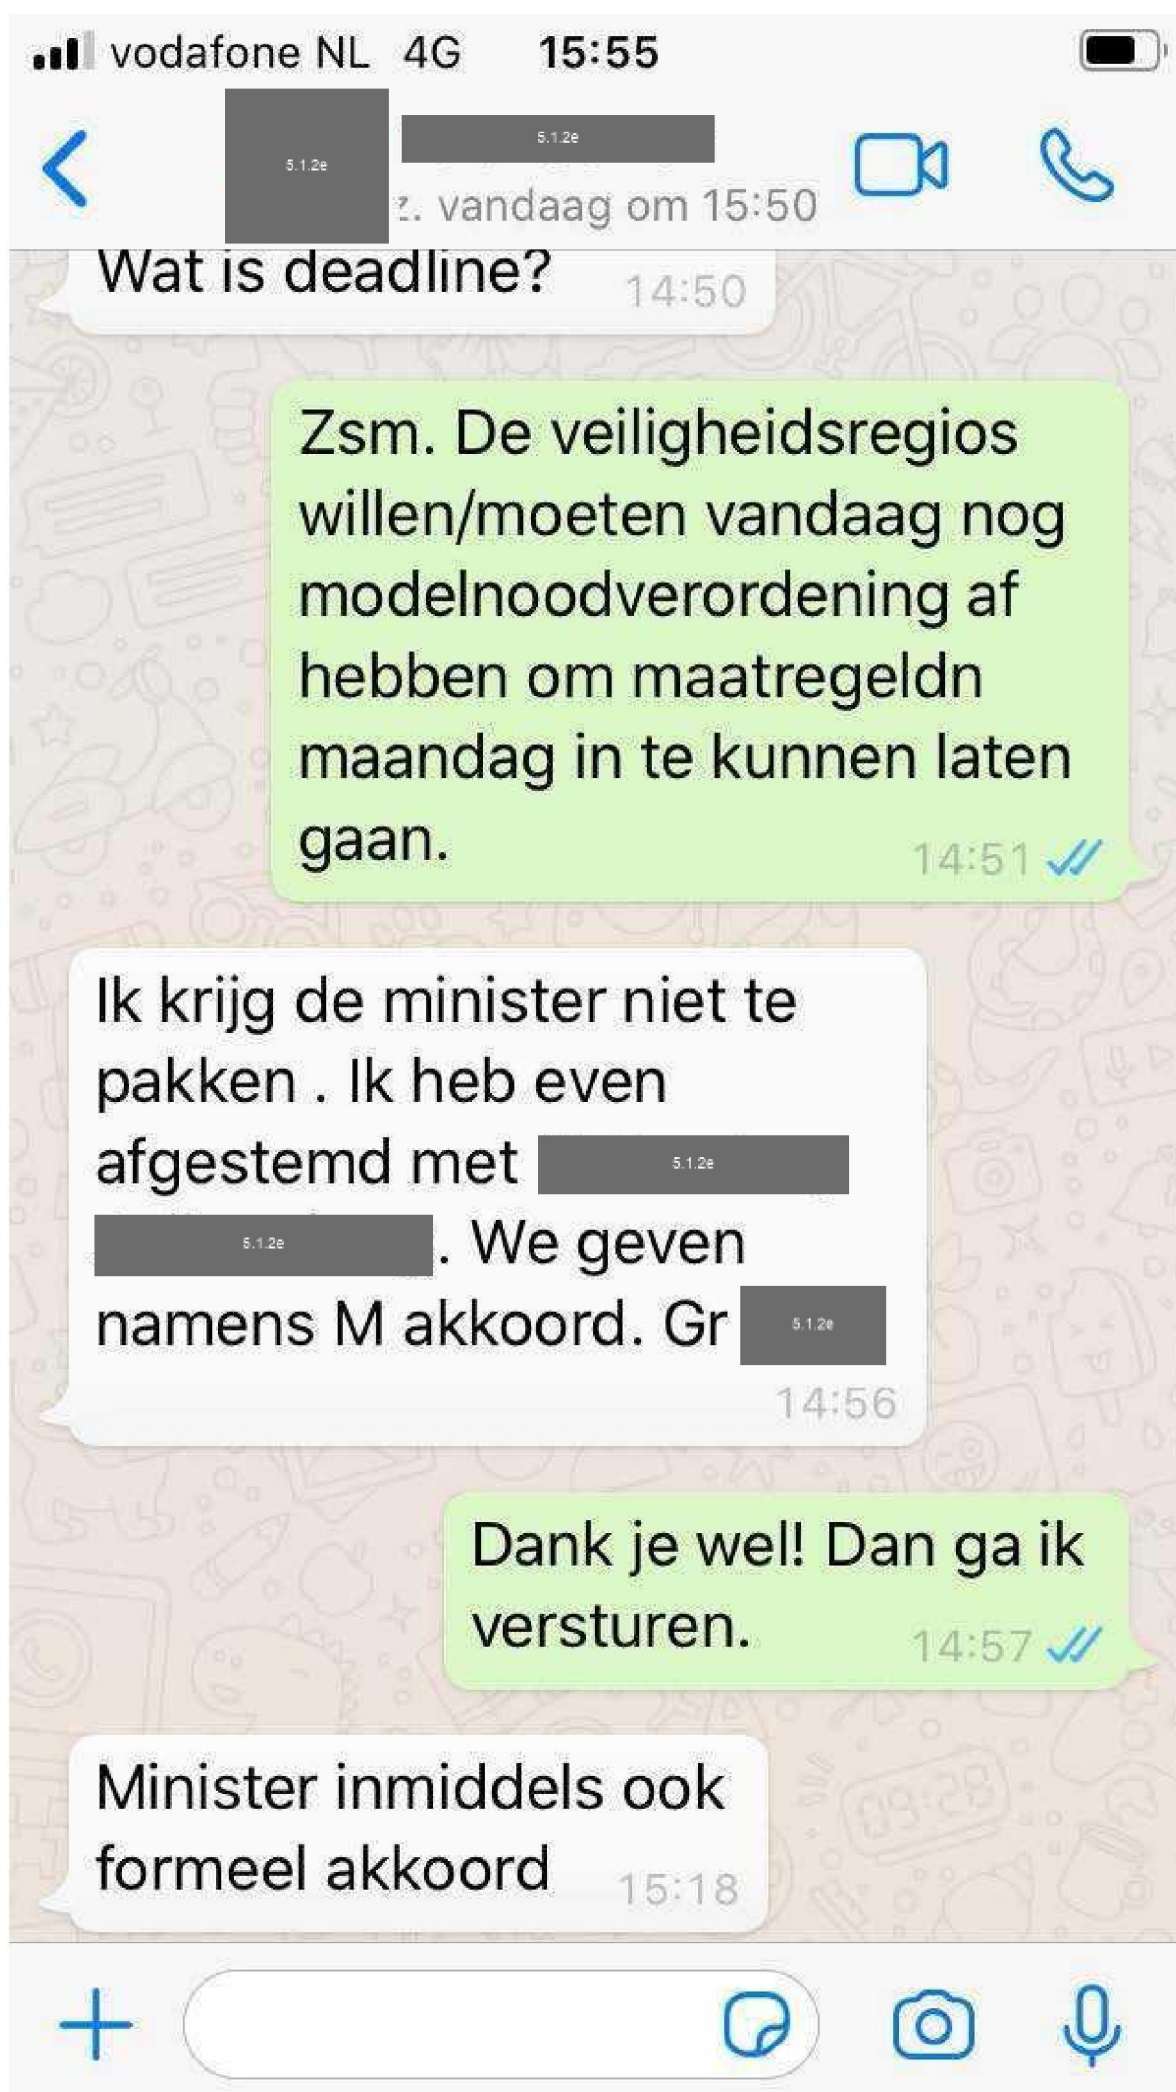 vodafone NL 4G 15:55
5.1.2e
5.1.2e
z. vandaag om 15:50
Wat is deadline? 14:50
Zsm. De veiligheidsregios
willen/moeten vandaag nog
modelnoodverordening af
hebben om maatregeldn
maandag in te kunnen laten
gaan. 14:51
Ik krijg de minister niet te
pakken . Ik heb even
afgestemd met 5.1.2e
5.1.2e . We geven
namens M akkoord. Gr 5.1.2e
14:56
Dank je wel! Dan ga ik
versturen. 14:57
Minister inmiddels ook
formeel akkoord 15:18